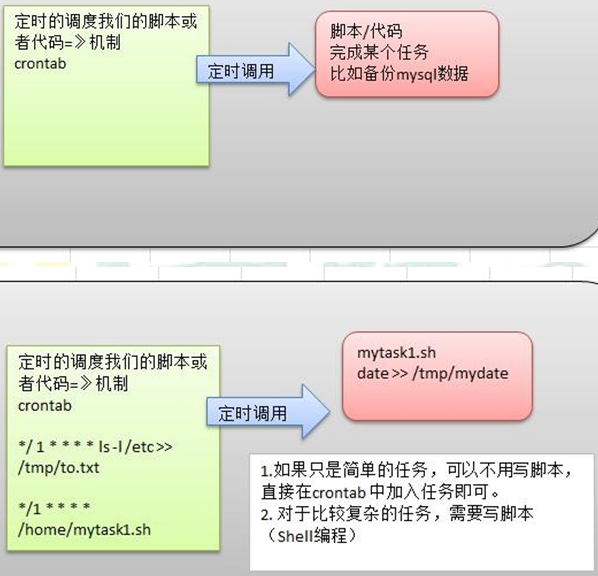 定时的调度我们的脚本或
者代码=》机制
crontab
定时调用
脚本/代码
完成某个任务
比如备份mysql数据
定时的调度我们的脚本或
者代码=》机制
crontab
*/ 1 * * * * ls -l /etc >>
/tmp/to.txt
*/1 * * * *
/home/mytask1.sh
定时调用
mytask1.sh
date >> /tmp/mydate
1.如果只是简单的任务，可以不用写脚本，
直接在crontab 中加入任务即可。
2. 对于比较复杂的任务，需要写脚本
（Shell编程）